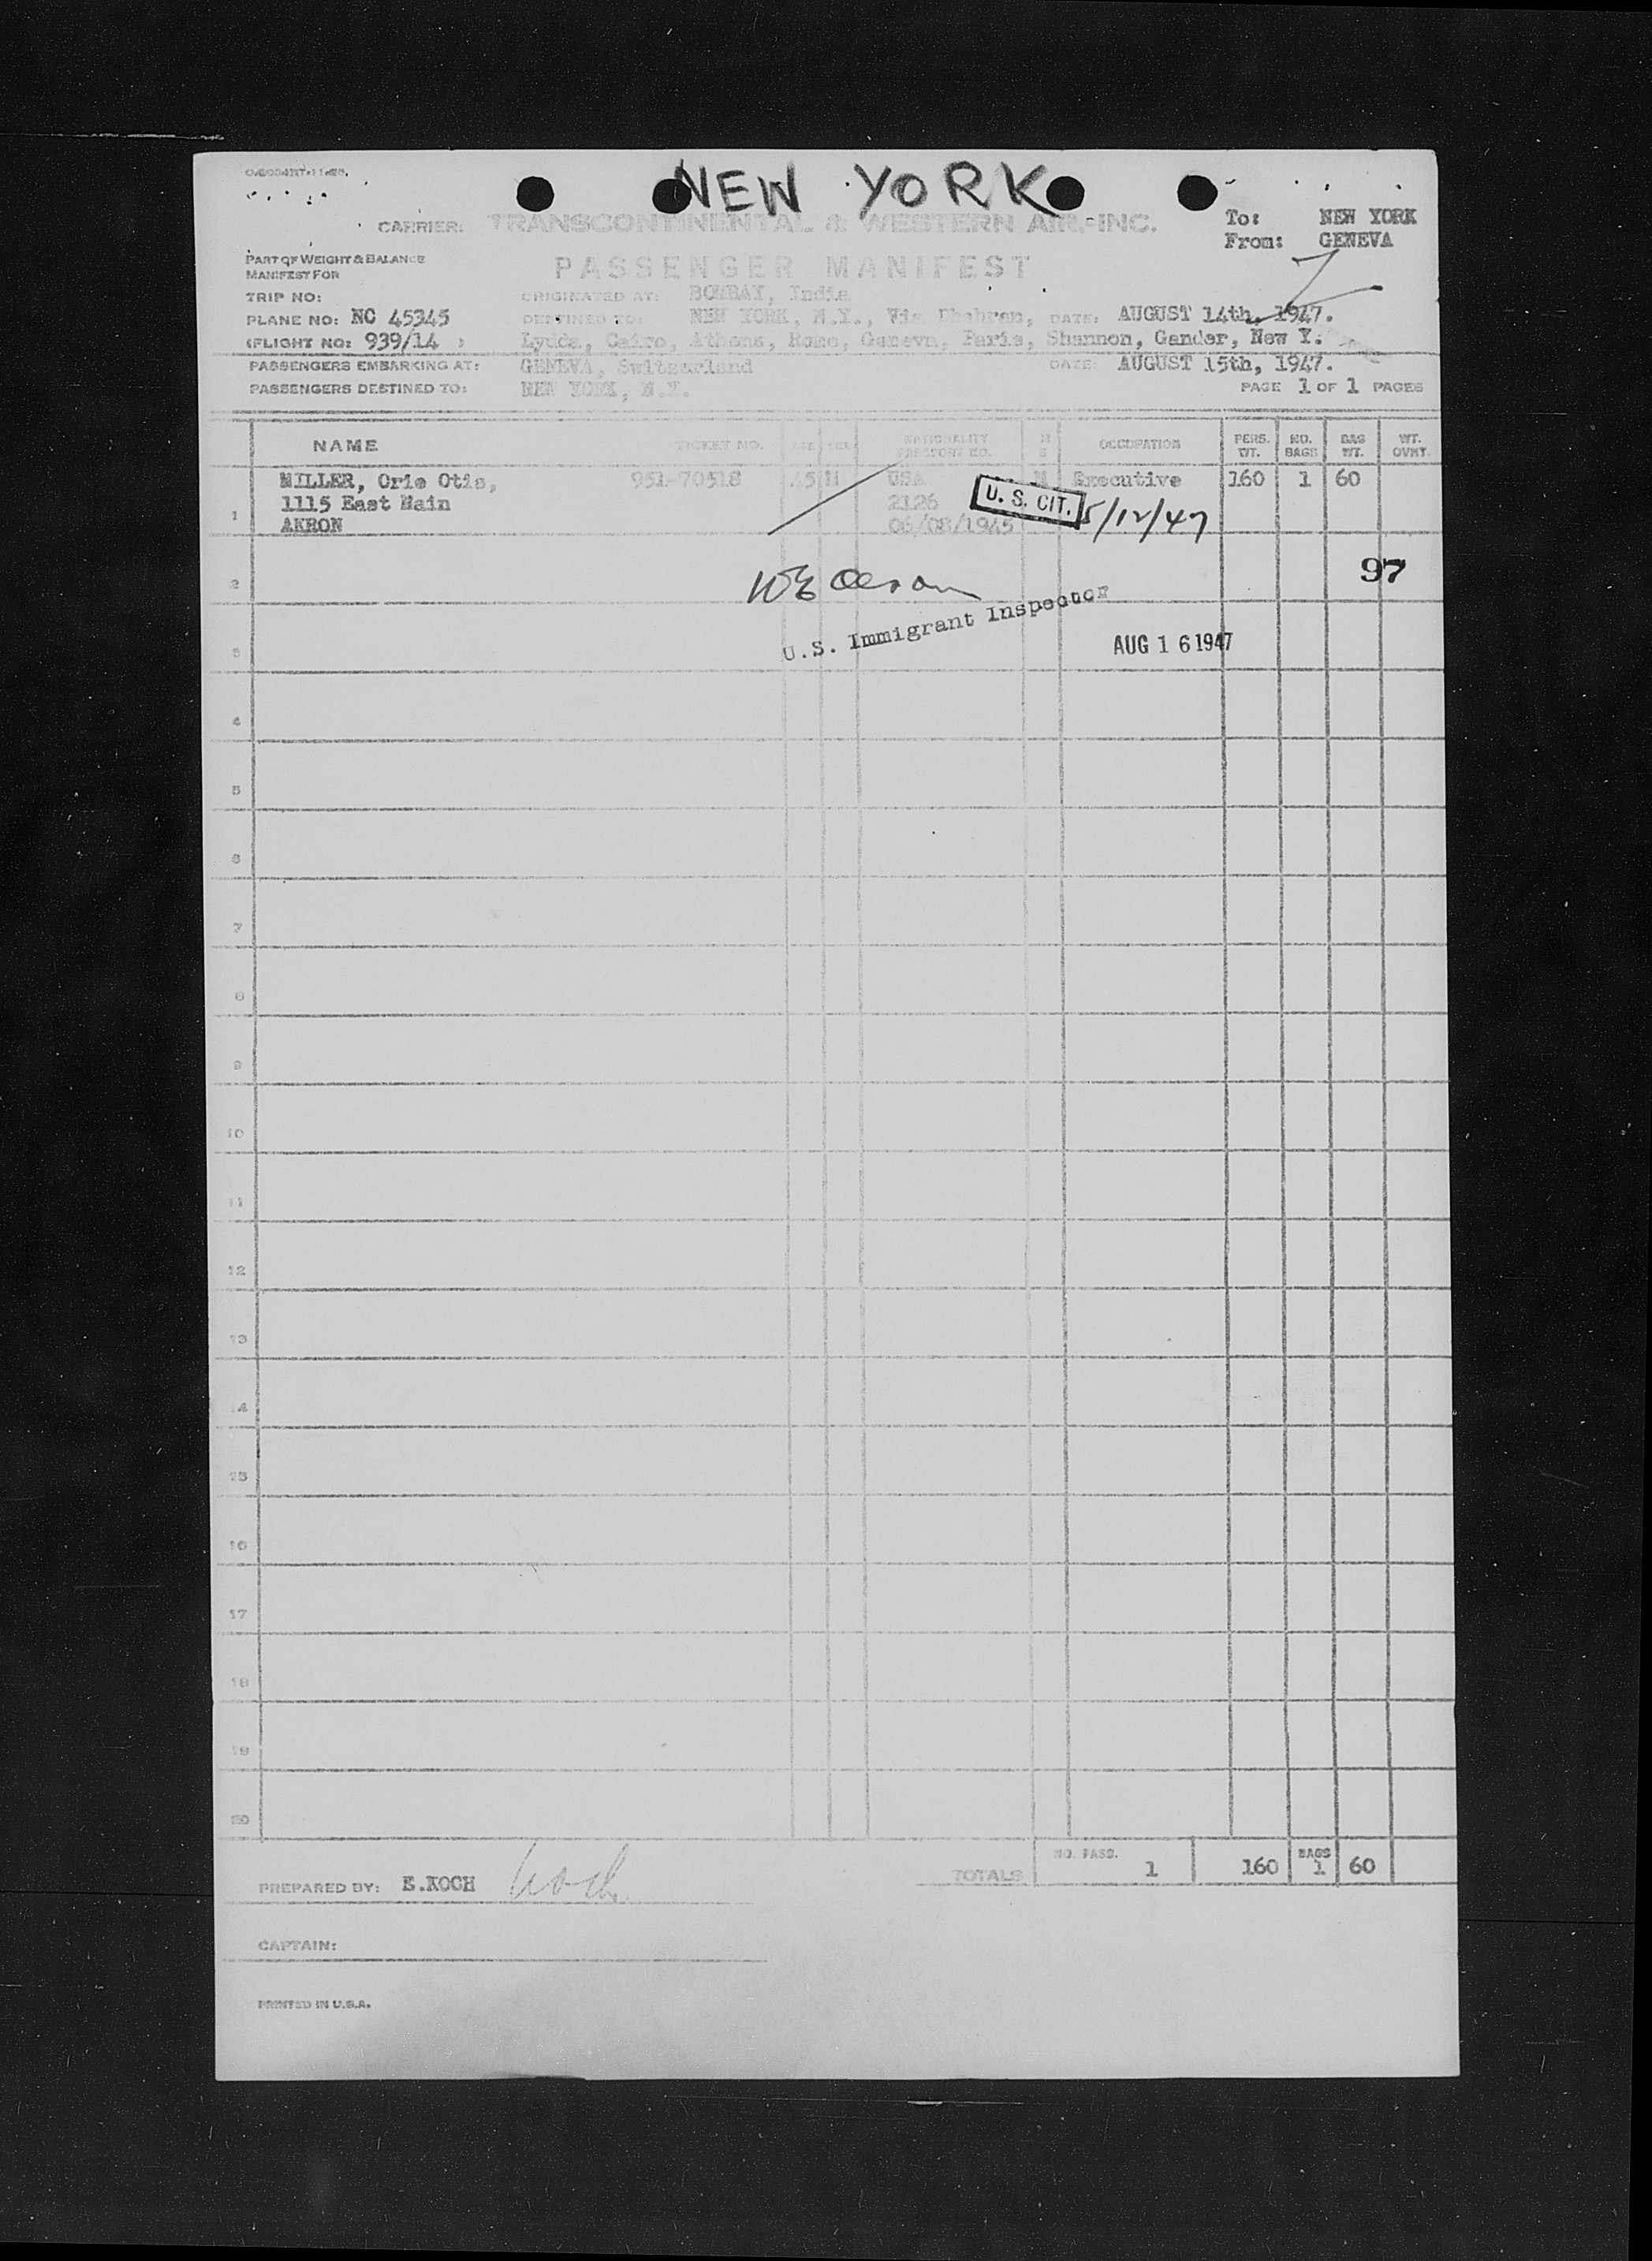 NEW YORK
CARRIER: TRANSCONTINENTAL & WESTERN AIR, INC.
To: NEW YORK
From: GENEVA
PART OF WEIGHT & BALANCE
MANIFEST FOR
PASSENGER MANIFEST
TRIP NO: ORIGINATED AT: BOMBAY, India
PLANE NO: NC 45345 DESTINED TO: NEW YORK, N.Y., Via Dhahran, DATE: AUGUST 14th, 1947.
(FLIGHT NO: 939/14 ) Lydda, Cairo, Athens, Rome, Geneva, Paris, Shannon, Gander, New Y.
PASSENGERS EMBARKING AT: GENEVA, Switzerland DATE: AUGUST 15th, 1947.
PASSENGERS DESTINED TO: NEW YORK, N.Y. PAGE 1 OF 1 PAGES
NAME TICKET NO. AGE SEX NATIONALITY PASSPORT NO. M S OCCUPATION PERS. WT. NO. BAGS BAG WT. WT. OVHT.
MILLER, Orie Otis, 951-70518 USA M Executive 160 1 60
1115 East Main 2126 U. S. CIT. 5/12/47
1 AKRON 06/08/1945
97
2
U.S. Immigrant Inspector
3 AUG 16 1947
4
5
6
7
8
9
10
11
12
13
14
15
16
17
18
19
20
TOTALS NO. PASS. 1 160 BAGS 1 60
PREPARED BY: E.KOCH Koch
CAPTAIN:
PRINTED IN U.S.A.